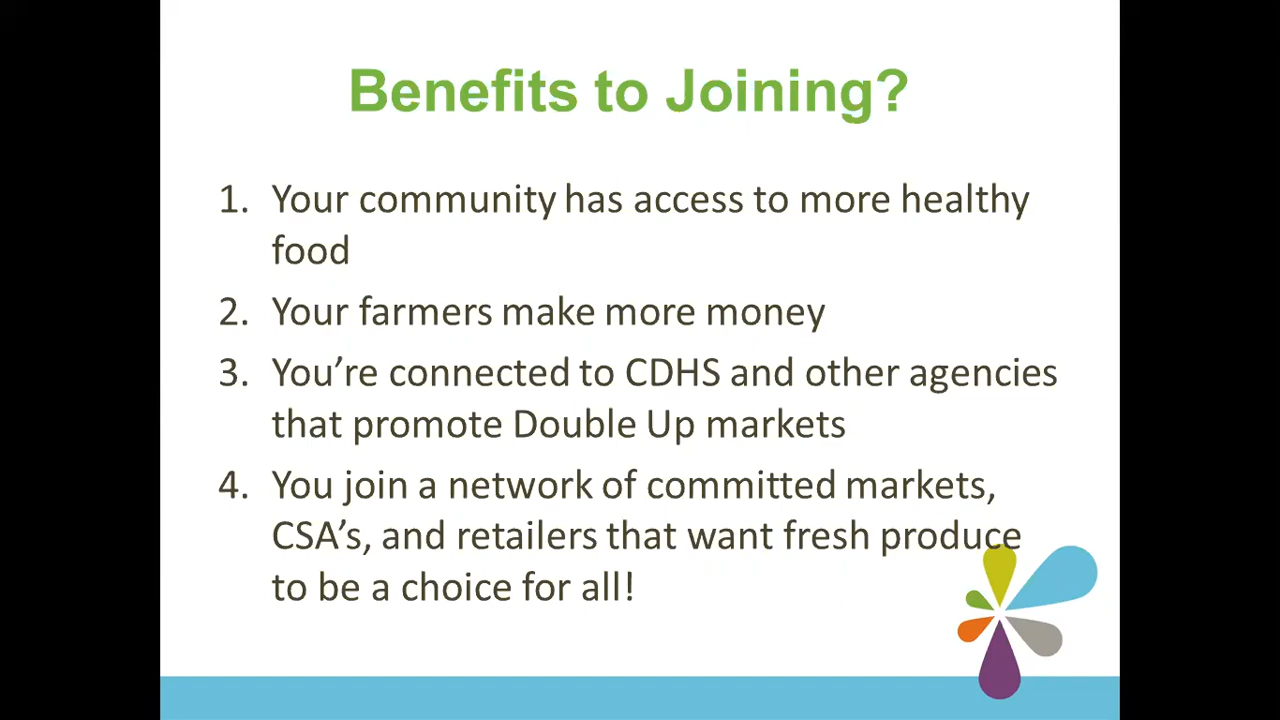 Benefits to Joining?
1. Your community has access to more healthy
food
2. Your farmers make more money
3. You’re connected to CDHS and other agencies
that promote Double Up markets
4. You join a network of committed markets,
CSA’s, and retailers that want fresh produce
to be a choice for all!